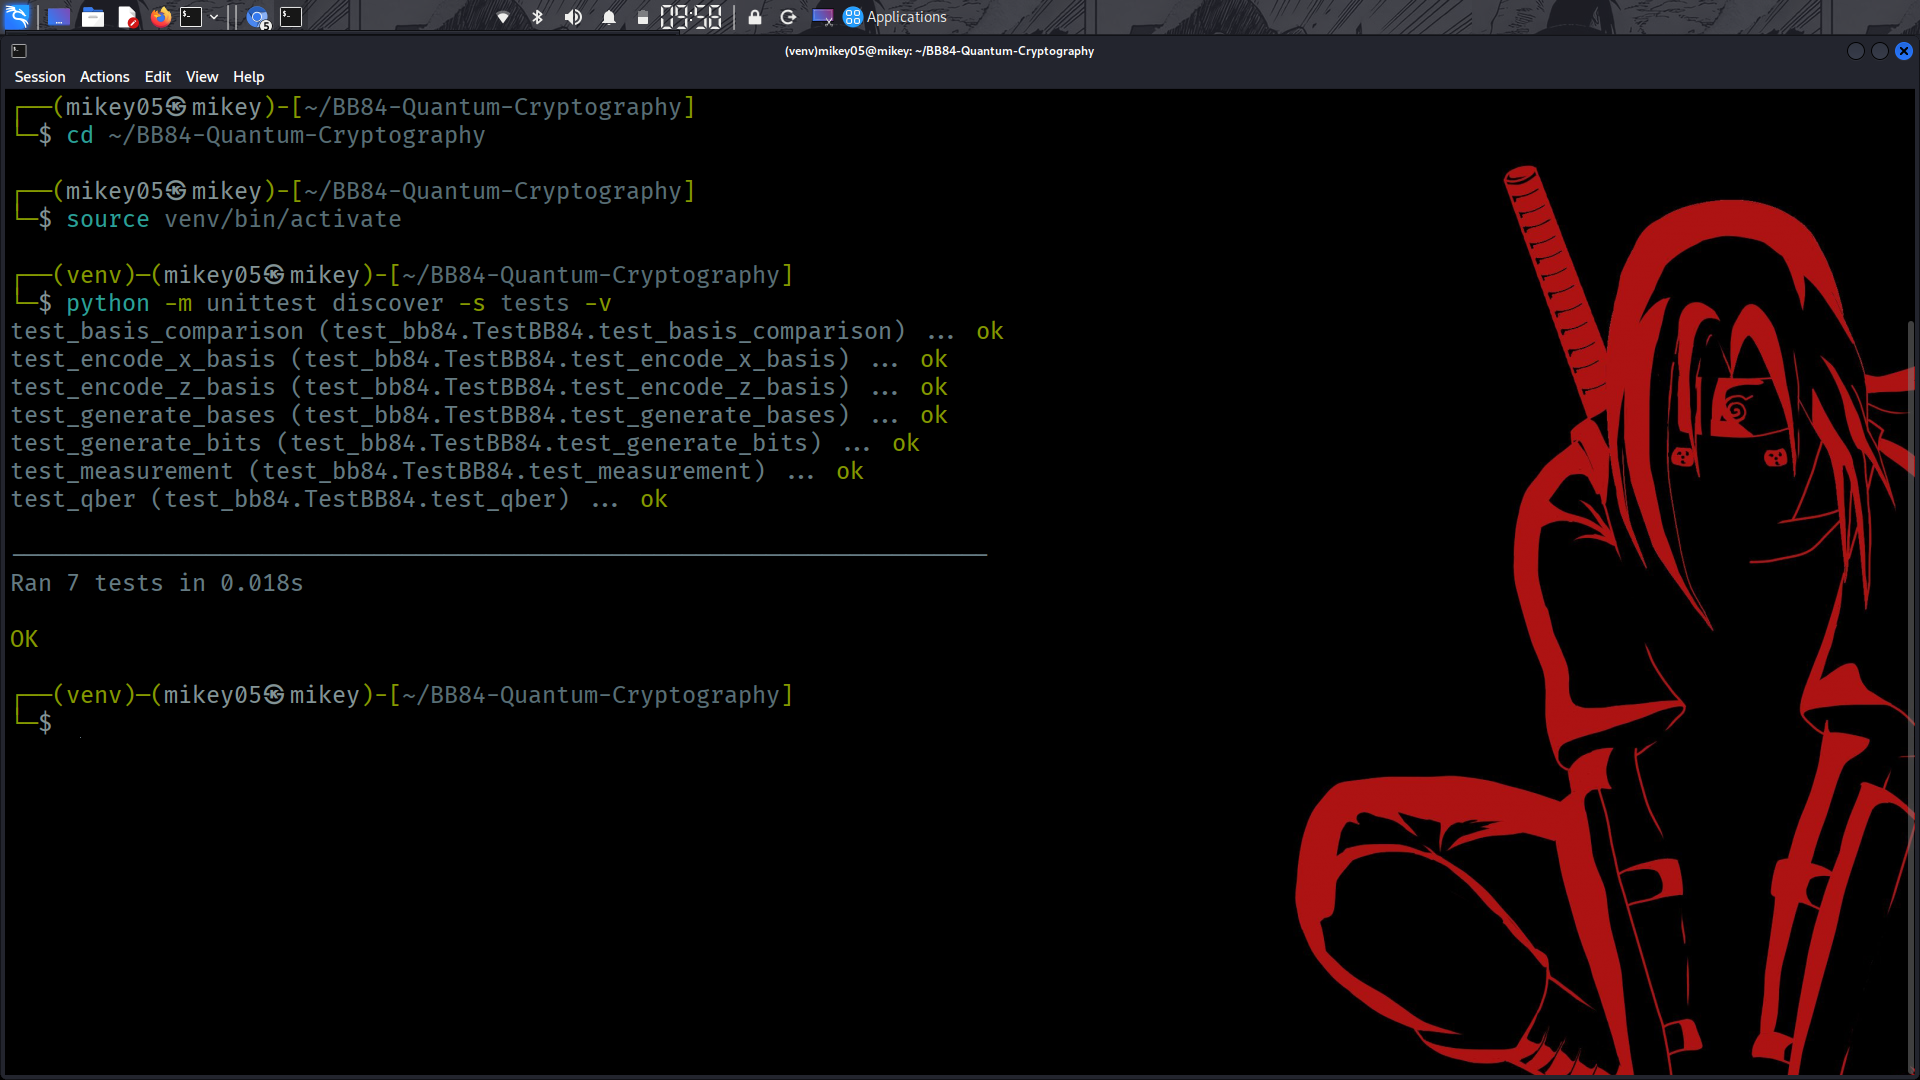 5
09:58
Applications
(venv)mikey05@mikey: ~/BB84-Quantum-Cryptography
Session Actions Edit View Help
┌──(mikey05㉿mikey)-[~/BB84-Quantum-Cryptography]
└─$ cd ~/BB84-Quantum-Cryptography
┌──(mikey05㉿mikey)-[~/BB84-Quantum-Cryptography]
└─$ source venv/bin/activate
┌──(venv)─(mikey05㉿mikey)-[~/BB84-Quantum-Cryptography]
└─$ python -m unittest discover -s tests -v
test_basis_comparison (test_bb84.TestBB84.test_basis_comparison) ... ok
test_encode_x_basis (test_bb84.TestBB84.test_encode_x_basis) ... ok
test_encode_z_basis (test_bb84.TestBB84.test_encode_z_basis) ... ok
test_generate_bases (test_bb84.TestBB84.test_generate_bases) ... ok
test_generate_bits (test_bb84.TestBB84.test_generate_bits) ... ok
test_measurement (test_bb84.TestBB84.test_measurement) ... ok
test_qber (test_bb84.TestBB84.test_qber) ... ok
----------------------------------------------------------------------
Ran 7 tests in 0.018s
OK
┌──(venv)─(mikey05㉿mikey)-[~/BB84-Quantum-Cryptography]
└─$